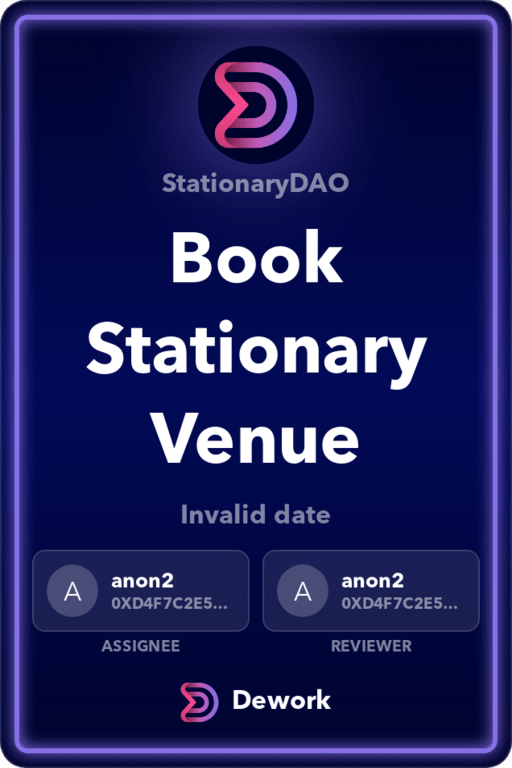 StationaryDAO
Book
Stationary
Venue
Invalid date
A anon2 0XD4F7C2E5...
A anon2 0XD4F7C2E5...
ASSIGNEE REVIEWER
Dework